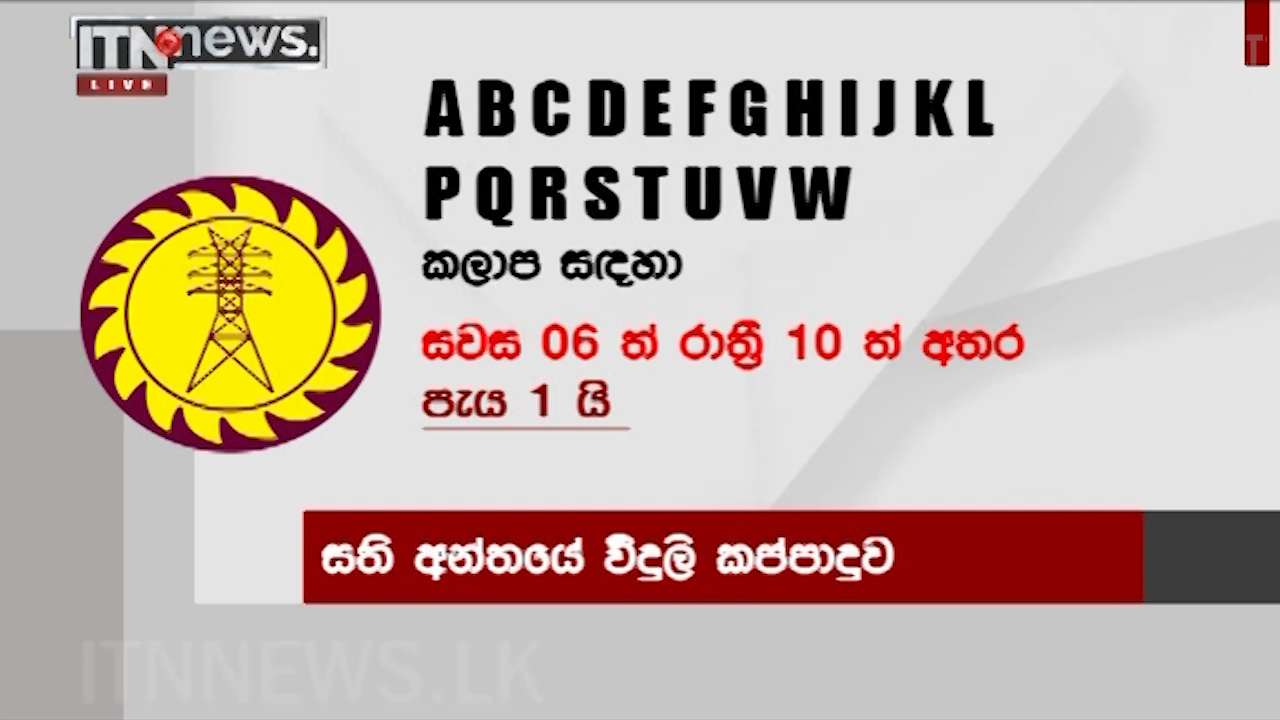 ITN news.
LIVE
A B C D E F G H I J K L
P Q R S T U V W
කලාප සඳහා
සවස 06 ත් රාත්‍රී 10 ත් අතර
පැය 1 යි
සති අන්තයේ විදුලි කප්පාදුව
ITNNEWS.LK